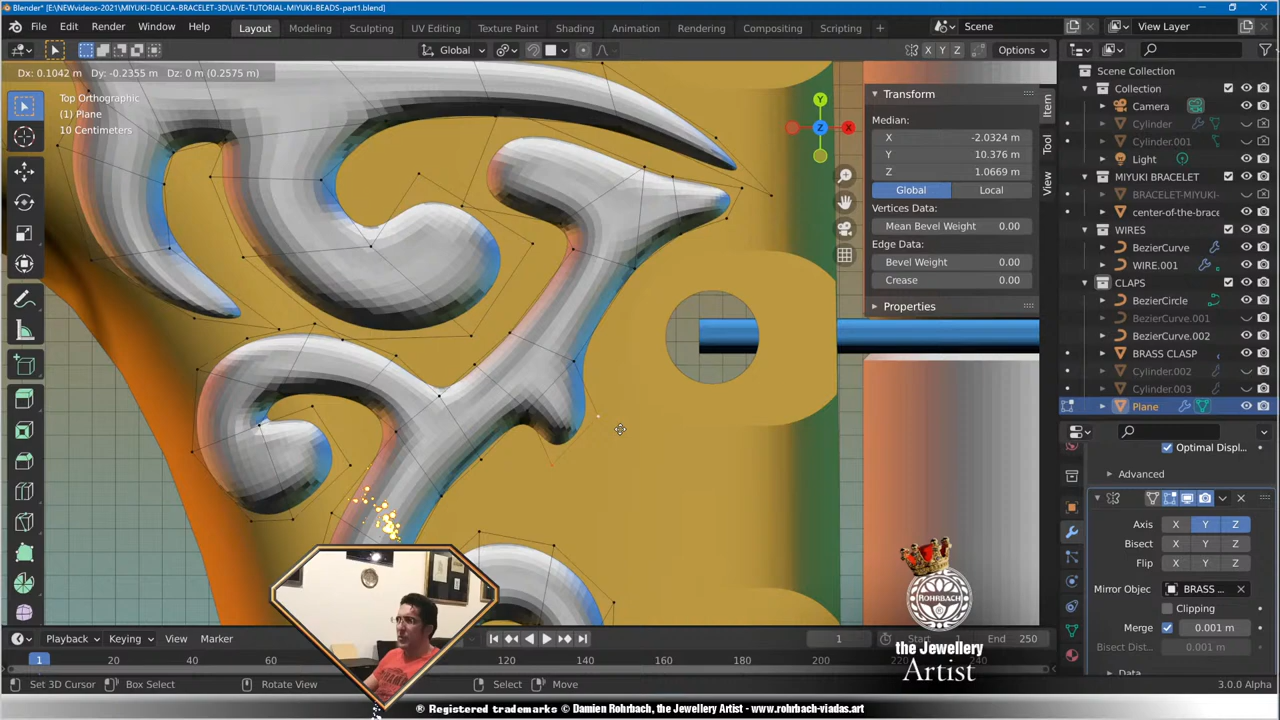 Blender* [E:\NEWvideos-2021\MIYUKI-DELICA-BRACELET-3D\LIVE-TUTORIAL-MIYUKI-BEADS-part1.blend]
File Edit Render Window Help
Layout Modeling Sculpting UV Editing Texture Paint Shading Animation Rendering Compositing Scripting +
Scene
View Layer
Global
X Y Z
Options
Dx: 0.1042 m Dy: -0.2355 m Dz: 0 m (0.2575 m)
Top Orthographic
(1) Plane
10 Centimeters
Y
Z
X
Transform
Median:
X -2.0324 m
Y 10.376 m
Z 1.0669 m
Global Local
Vertices Data:
Mean Bevel Weight 0.00
Edge Data:
Bevel Weight 0.00
Crease 0.00
Properties
Item
Tool
View
Scene Collection
Collection
Camera
Cylinder
Cylinder.001
Light
MIYUKI BRACELET
BRACELET-MIYUKI-
center-of-the-brace
WIRES
BezierCurve
WIRE.001
CLAPS
BezierCircle
BezierCurve.001
BezierCurve.002
BRASS CLASP
Cylinder.002
Cylinder.003
Plane
Optimal Displ..
Advanced
Axis X Y Z
Bisect X Y Z
Flip X Y Z
Mirror Objec BRASS ...
Clipping
Merge 0.001 m
Bisect Dist.. 0.001 m
Data
Playback Keying View Marker
1
Start 1 End 250
1 20 40 60 120 140 160 180 200 220 240
Set 3D Cursor Box Select Rotate View Select Move
3.0.0 Alpha
ROHRBACH
the Jewellery
Artist
® Registered trademarks © Damien Rohrbach, the Jewellery Artist - www.rohrbach-viadas.art